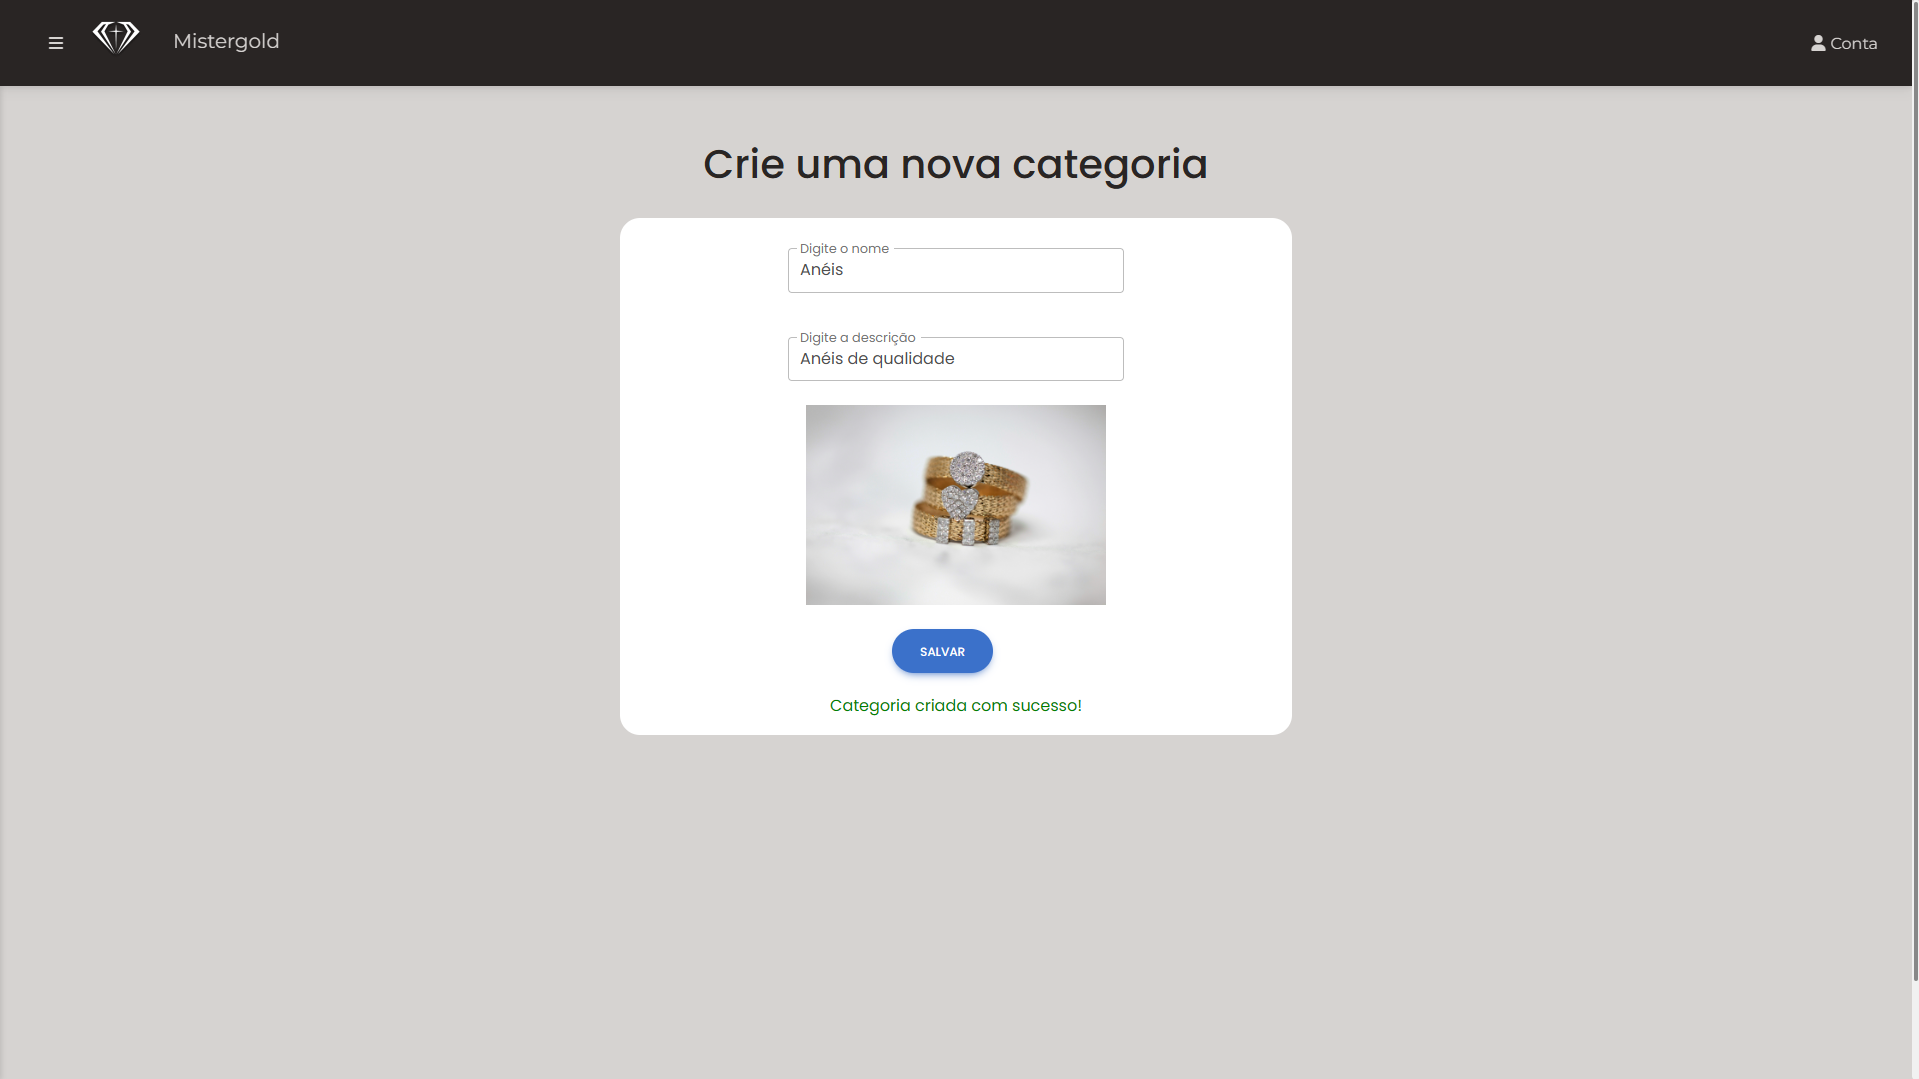 Mistergold
Conta
Crie uma nova categoria
Digite o nome
Anéis
Digite a descrição
Anéis de qualidade
SALVAR
Categoria criada com sucesso!